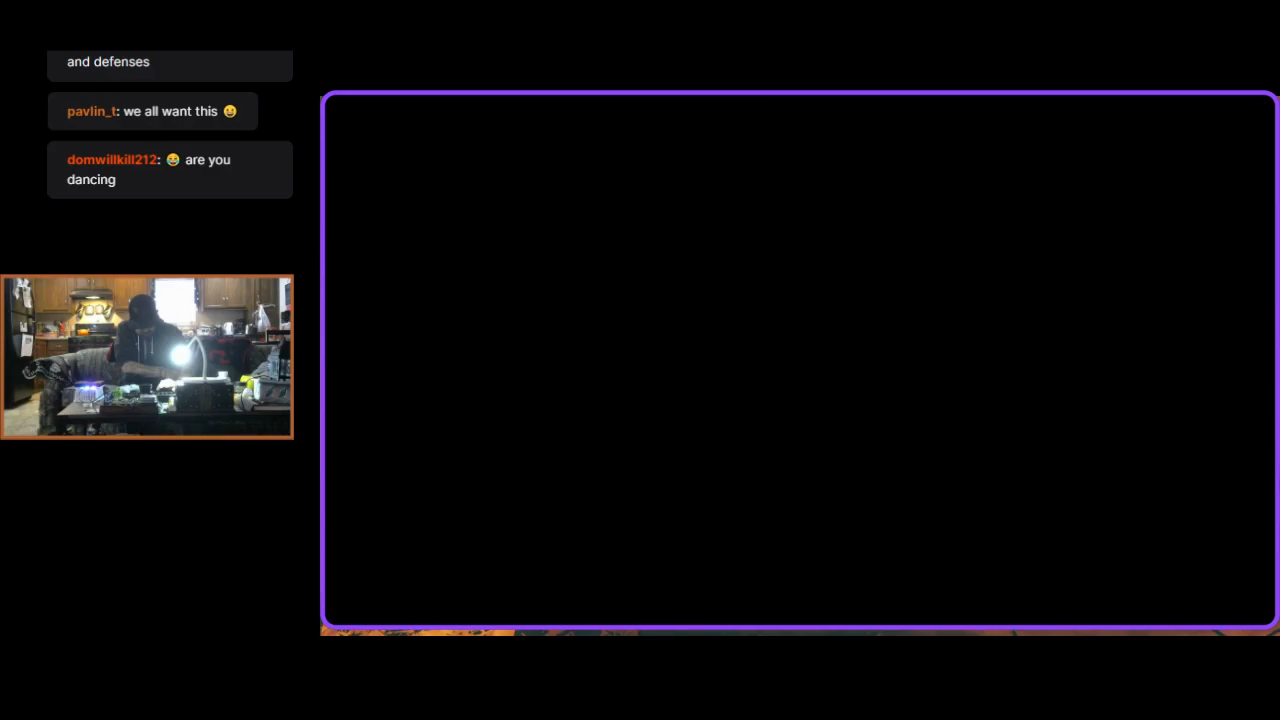 and defenses
pavlin_t: we all want this 😀
domwillkill212: 😂 are you
dancing